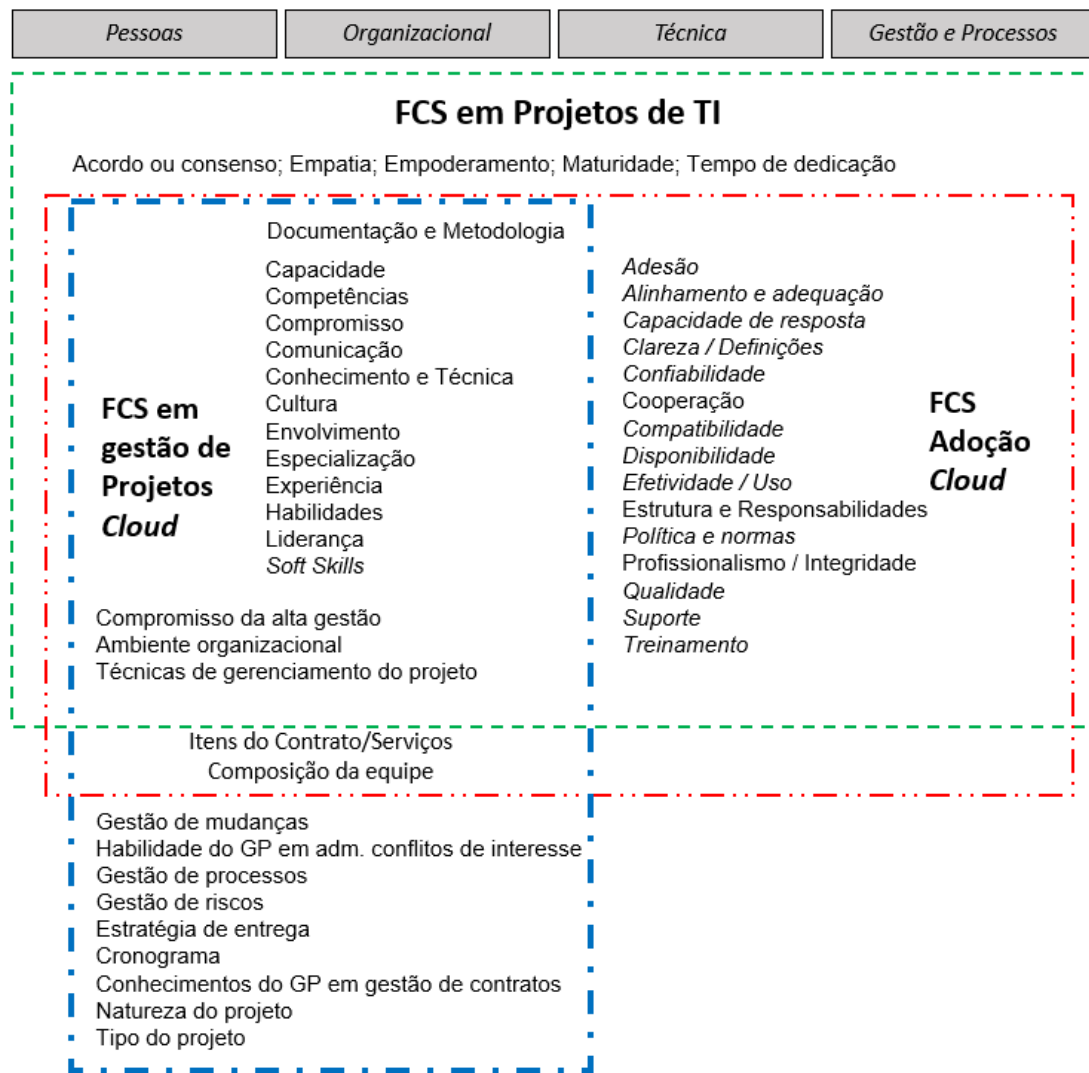 Pessoas
Organizacional
Técnica
Gestão e Processos
FCS em Projetos de TI
Acordo ou consenso; Empatia; Empoderamento; Maturidade; Tempo de dedicação
FCS em
gestão de
Projetos
Cloud
Documentação e Metodologia
Capacidade
Competências
Compromisso
Comunicação
Conhecimento e Técnica
Cultura
Envolvimento
Especialização
Experiência
Habilidades
Liderança
Soft Skills
Compromisso da alta gestão
Ambiente organizacional
Técnicas de gerenciamento do projeto
Adesão
Alinhamento e adequação
Capacidade de resposta
Clareza / Definições
Confiabilidade
Cooperação
Compatibilidade
Disponibilidade
Efetividade / Uso
Estrutura e Responsabilidades
Política e normas
Profissionalismo / Integridade
Qualidade
Suporte
Treinamento
FCS
Adoção
Cloud
Itens do Contrato/Serviços
Composição da equipe
Gestão de mudanças
Habilidade do GP em adm. conflitos de interesse
Gestão de processos
Gestão de riscos
Estratégia de entrega
Cronograma
Conhecimentos do GP em gestão de contratos
Natureza do projeto
Tipo do projeto